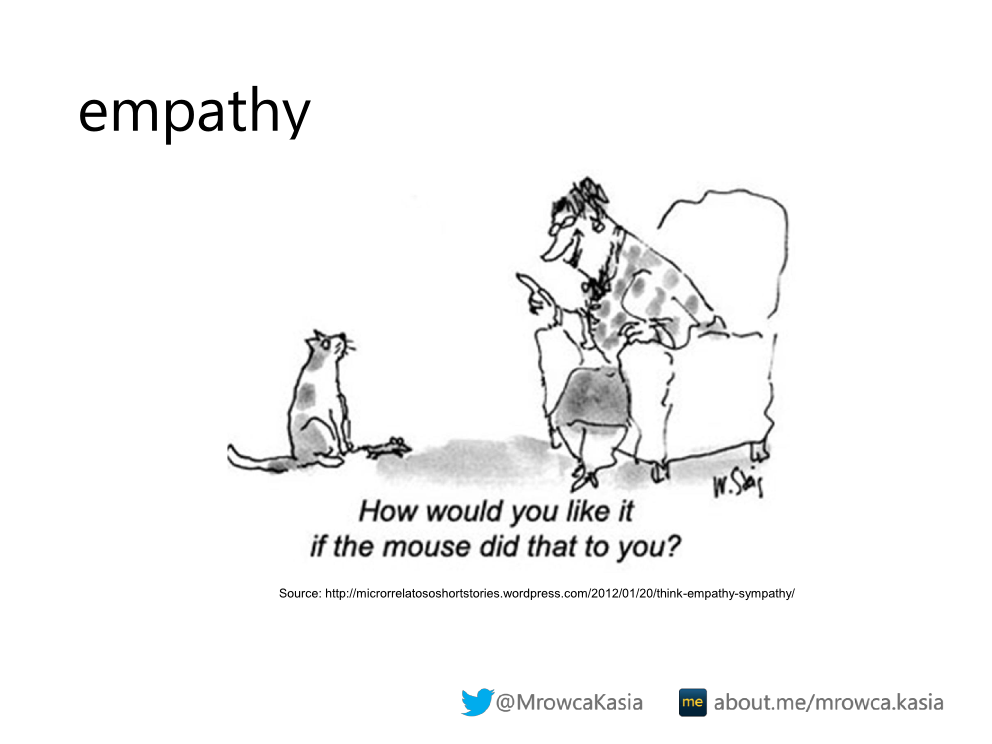 empathy
W. Steig
How would you like it
if the mouse did that to you?
Source: http://microrrelatososhortstories.wordpress.com/2012/01/20/think-empathy-sympathy/
@MrowcaKasia
me about.me/mrowca.kasia